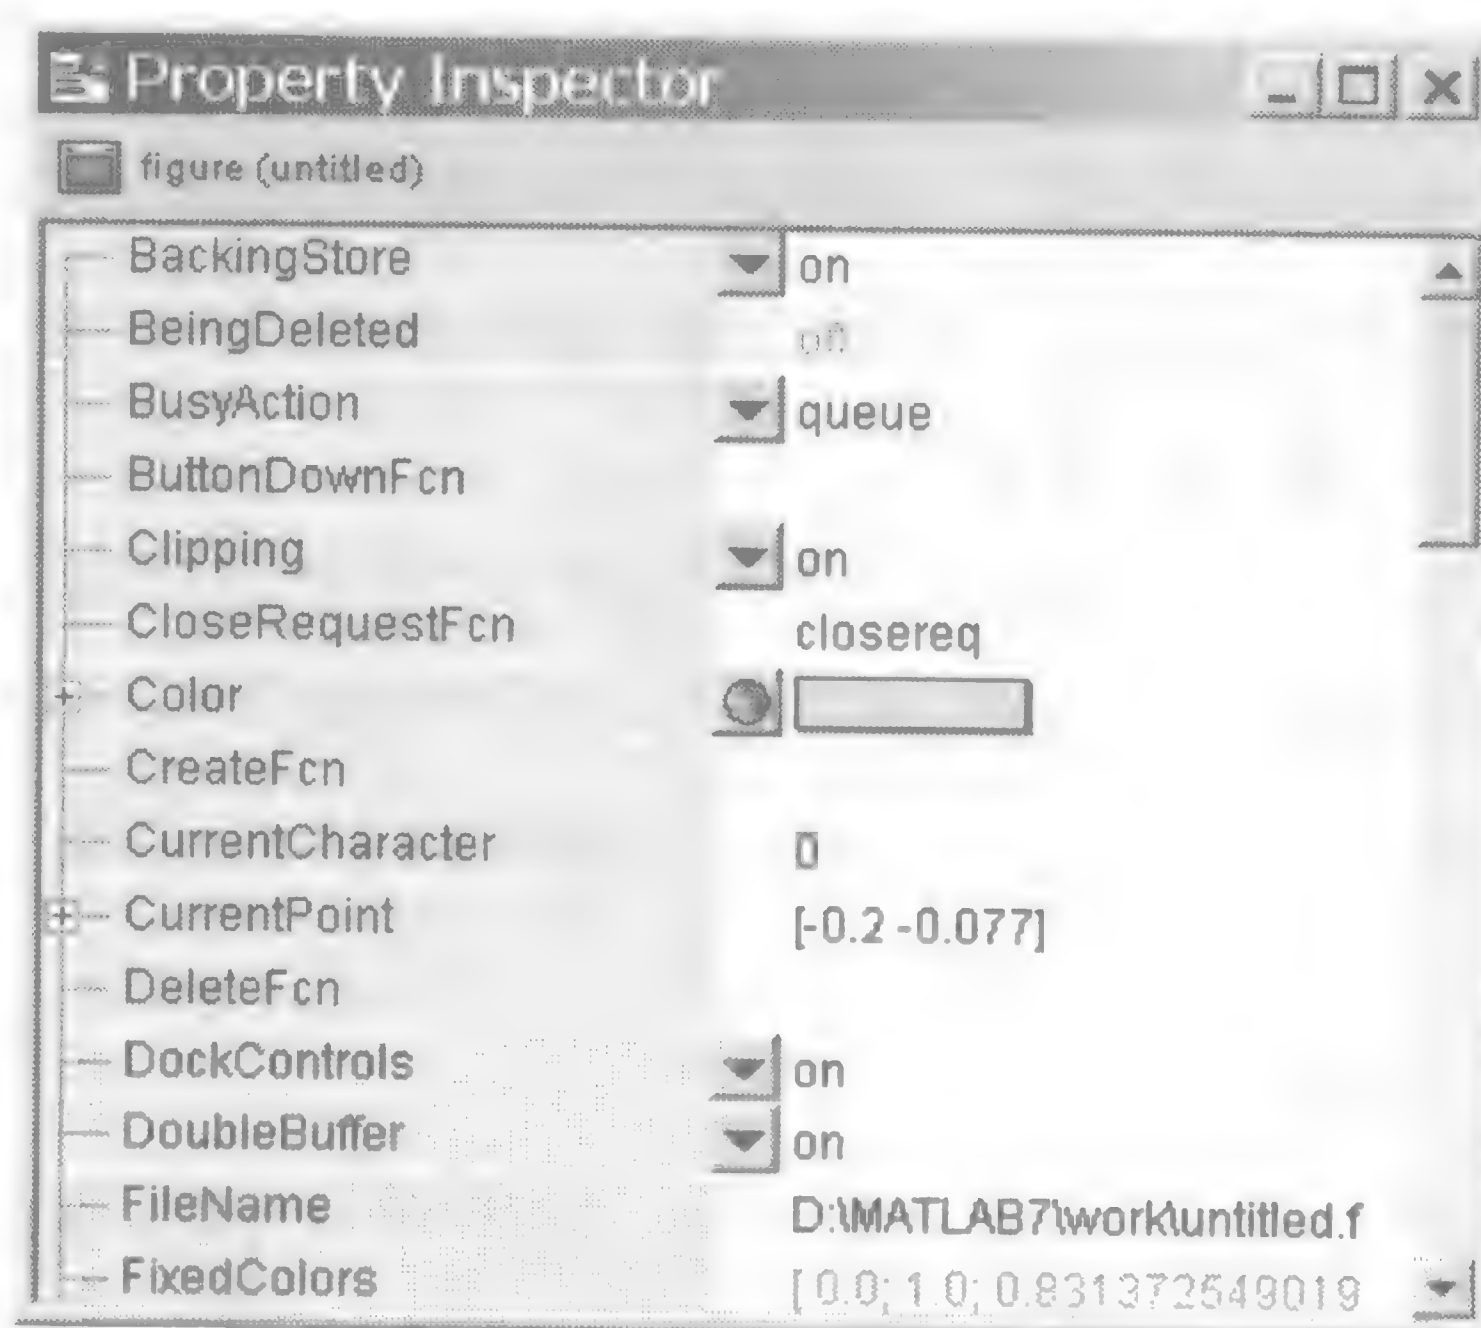 Property Inspector
figure (untitled)
BackingStore on
BeingDeleted off
BusyAction queue
ButtonDownFcn
Clipping on
CloseRequestFcn closereq
Color
CreateFcn
CurrentCharacter
CurrentPoint [-0.2 -0.077]
DeleteFcn
DockControls on
DoubleBuffer on
FileName D:\MATLAB7\work\untitled.f
FixedColors [ 0.0; 1.0; 0.831372549019